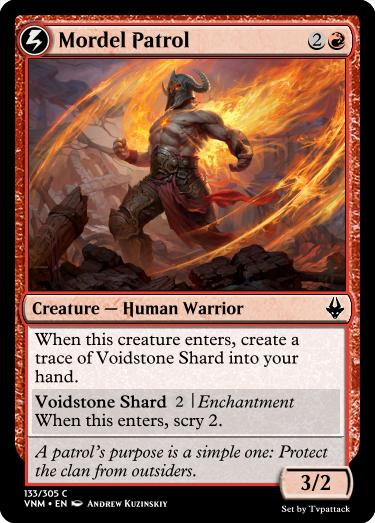 Mordel Patrol 2
Creature — Human Warrior
When this creature enters, create a
trace of Voidstone Shard into your
hand.
Voidstone Shard 2 | Enchantment
When this enters, scry 2.
A patrol's purpose is a simple one: Protect
the clan from outsiders.
3/2
133/305 C
VNM • EN Andrew Kuzinskiy
Set by Tvpattack